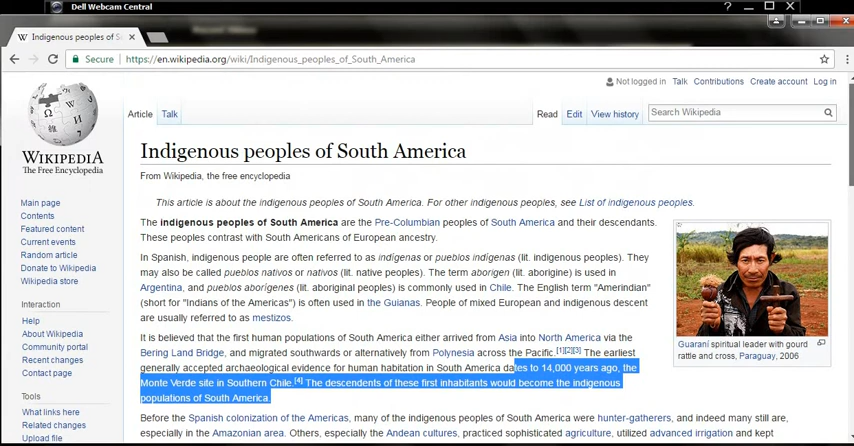 Dell Webcam Central
Indigenous peoples of S
Secure https://en.wikipedia.org/wiki/Indigenous_peoples_of_South_America
Not logged in Talk Contributions Create account Log in
Article Talk Read Edit View history Search Wikipedia
WIKIPEDIA
The Free Encyclopedia
Indigenous peoples of South America
From Wikipedia, the free encyclopedia
This article is about the indigenous peoples of South America. For other indigenous peoples, see List of indigenous peoples.
The indigenous peoples of South America are the Pre-Columbian peoples of South America and their descendants.
These peoples contrast with South Americans of European ancestry.
In Spanish, indigenous people are often referred to as indígenas or pueblos indígenas (lit. indigenous peoples). They
may also be called pueblos nativos or nativos (lit. native peoples). The term aborigen (lit. aborigine) is used in
Argentina, and pueblos aborígenes (lit. aboriginal peoples) is commonly used in Chile. The English term "Amerindian"
(short for "Indians of the Americas") is often used in the Guianas. People of mixed European and indigenous descent
are usually referred to as mestizos.
It is believed that the first human populations of South America either arrived from Asia into North America via the
Bering Land Bridge, and migrated southwards or alternatively from Polynesia across the Pacific.[1][2][3] The earliest
generally accepted archaeological evidence for human habitation in South America dates to 14,000 years ago, the
Monte Verde site in Southern Chile.[4] The descendents of these first inhabitants would become the indigenous
populations of South America.
Before the Spanish colonization of the Americas, many of the indigenous peoples of South America were hunter-gatherers, and indeed many still are,
especially in the Amazonian area. Others, especially the Andean cultures, practiced sophisticated agriculture, utilized advanced irrigation and kept
Guaraní spiritual leader with gourd
rattle and cross, Paraguay, 2006
Main page
Contents
Featured content
Current events
Random article
Donate to Wikipedia
Wikipedia store
Interaction
Help
About Wikipedia
Community portal
Recent changes
Contact page
Tools
What links here
Related changes
Upload file